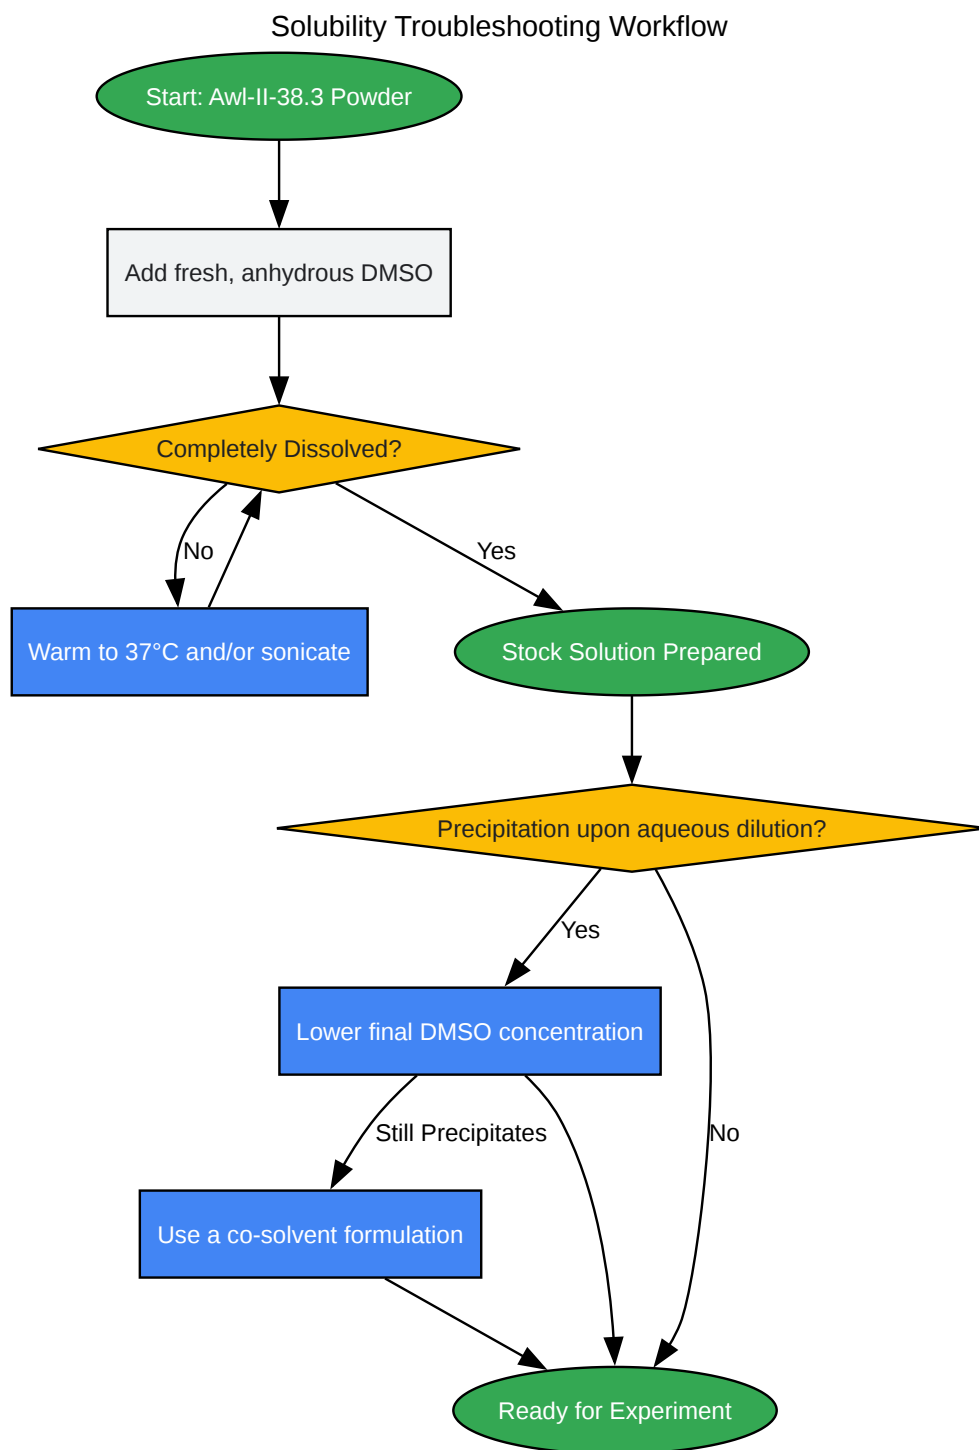 Solubility Troubleshooting Workflow
Start: Awl-II-38.3 Powder
Add fresh, anhydrous DMSO
Completely Dissolved?
No
Yes
Warm to 37°C and/or sonicate
Stock Solution Prepared
Precipitation upon aqueous dilution?
Yes
Lower final DMSO concentration
Still Precipitates
No
Use a co-solvent formulation
Ready for Experiment